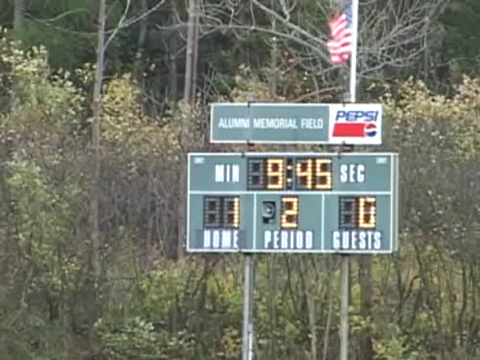 ALUMNI MEMORIAL FIELD PEPSI
MIN 9:45 SEC
1 2 0
HOME PERIOD GUESTS